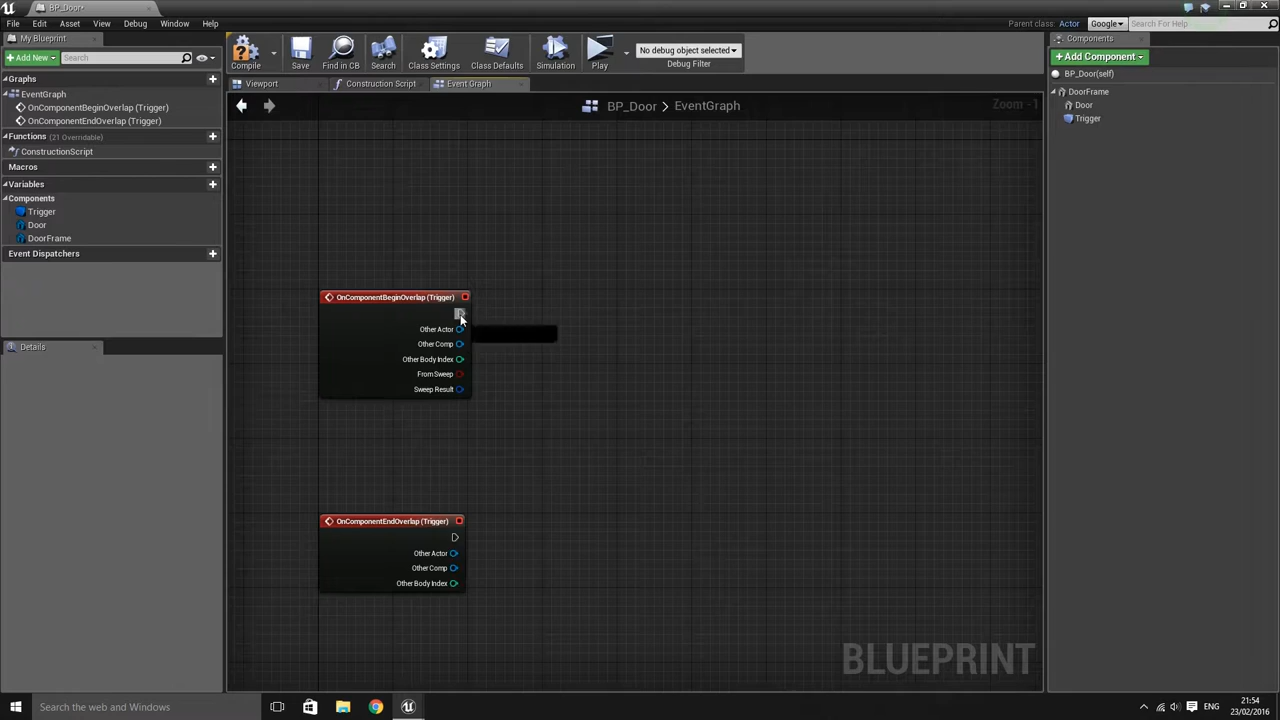 BP_Door*
File Edit Asset View Debug Window Help
Parent class: Actor Google Search For Help
My Blueprint
Add New Search
Compile Save Find in CB Search Class Settings Class Defaults Simulation Play
No debug object selected
Debug Filter
Components
Add Component
BP_Door(self)
DoorFrame
Door
Trigger
Graphs
EventGraph
OnComponentBeginOverlap (Trigger)
OnComponentEndOverlap (Trigger)
Functions (21 Overridable)
ConstructionScript
Macros
Variables
Components
Trigger
Door
DoorFrame
Event Dispatchers
Details
Viewport Construction Script Event Graph
BP_Door > EventGraph
Zoom -1
OnComponentBeginOverlap (Trigger)
Other Actor
Other Comp
Other Body Index
From Sweep
Sweep Result
OnComponentEndOverlap (Trigger)
Other Actor
Other Comp
Other Body Index
BLUEPRINT
Search the web and Windows
ENG
21:54
23/02/2016